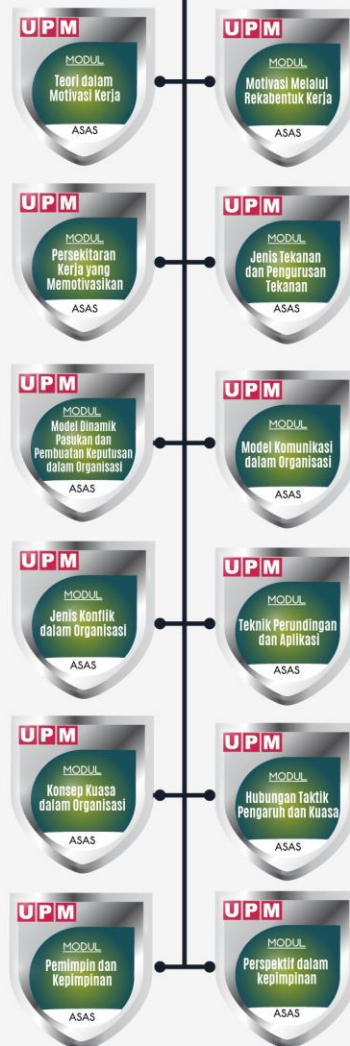 UPM
MODUL
Teori dalam
Motivasi Kerja
ASAS
UPM
MODUL
Motivasi Melalui
Rekabentuk Kerja
ASAS
UPM
MODUL
Persekitaran
Kerja yang
Memotivasikan
ASAS
UPM
MODUL
Jenis Tekanan
dan Pengurusan
Tekanan
ASAS
UPM
MODUL
Model Dinamik
Pasukan dan
Pembuatan Keputusan
dalam Organisasi
ASAS
UPM
MODUL
Model Komunikasi
dalam Organisasi
ASAS
UPM
MODUL
Jenis Konflik
dalam Organisasi
ASAS
UPM
MODUL
Teknik Perundingan
dan Aplikasi
ASAS
UPM
MODUL
Konsep Kuasa
dalam Organisasi
ASAS
UPM
MODUL
Hubungan Taktik
Pengaruh dan Kuasa
ASAS
UPM
MODUL
Pemimpin dan
Kepimpinan
ASAS
UPM
MODUL
Perspektif dalam
kepimpinan
ASAS